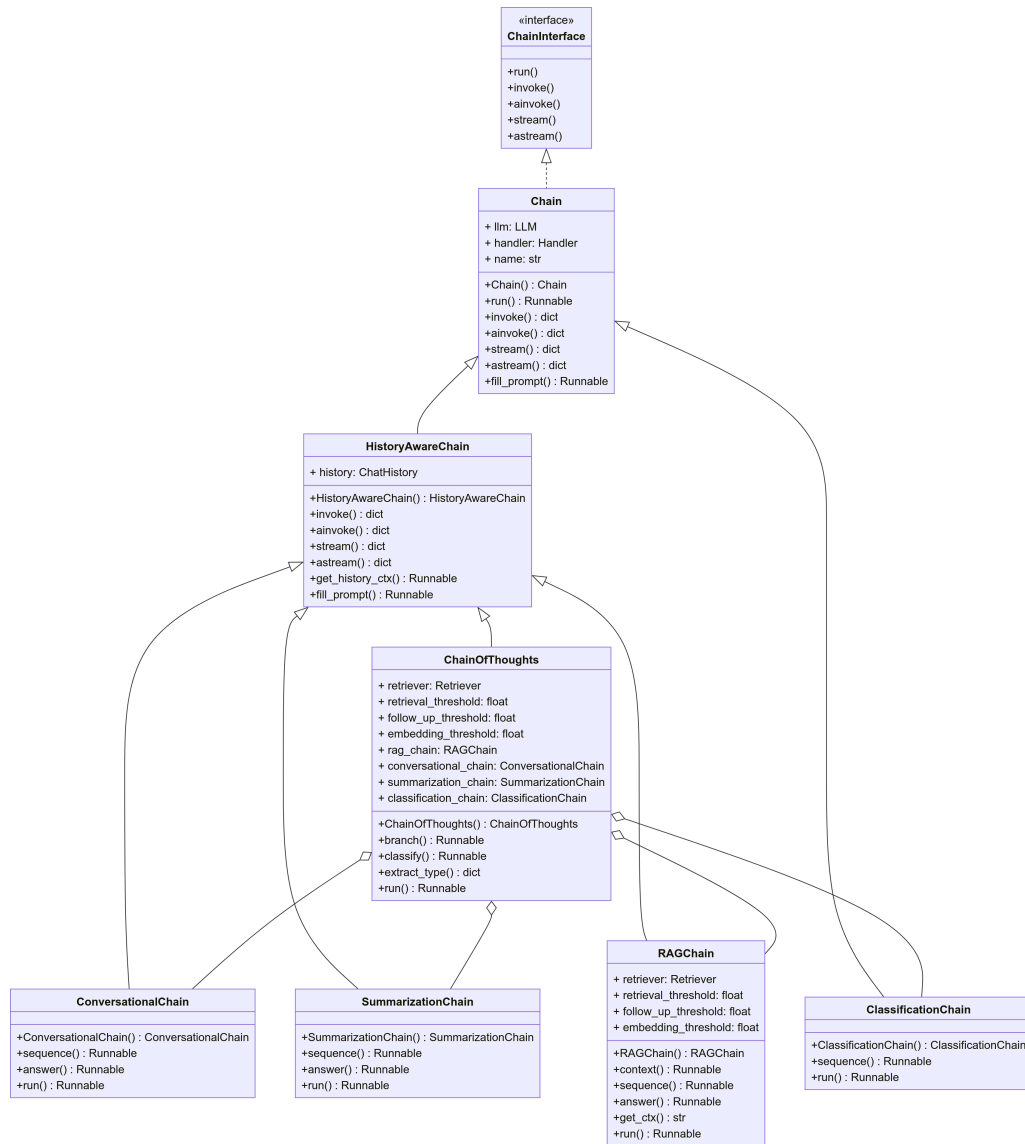 «interface»
ChainInterface
+run()
+invoke()
+ainvoke()
+stream()
+astream()
Chain
+ llm: LLM
+ handler: Handler
+ name: str
+Chain() : Chain
+run() : Runnable
+invoke() : dict
+ainvoke() : dict
+stream() : dict
+astream() : dict
+fill_prompt() : Runnable
HistoryAwareChain
+ history: ChatHistory
+HistoryAwareChain() : HistoryAwareChain
+invoke() : dict
+ainvoke() : dict
+stream() : dict
+astream() : dict
+get_history_ctx() : Runnable
+fill_prompt() : Runnable
ChainOfThoughts
+ retriever: Retriever
+ retrieval_threshold: float
+ follow_up_threshold: float
+ embedding_threshold: float
+ rag_chain: RAGChain
+ conversational_chain: ConversationalChain
+ summarization_chain: SummarizationChain
+ classification_chain: ClassificationChain
+ChainOfThoughts() : ChainOfThoughts
+branch() : Runnable
+classify() : Runnable
+extract_type() : dict
+run() : Runnable
ConversationalChain
+ConversationalChain() : ConversationalChain
+sequence() : Runnable
+answer() : Runnable
+run() : Runnable
SummarizationChain
+SummarizationChain() : SummarizationChain
+sequence() : Runnable
+answer() : Runnable
+run() : Runnable
RAGChain
+ retriever: Retriever
+ retrieval_threshold: float
+ follow_up_threshold: float
+ embedding_threshold: float
+RAGChain() : RAGChain
+context() : Runnable
+sequence() : Runnable
+answer() : Runnable
+get_ctx() : str
+run() : Runnable
ClassificationChain
+ClassificationChain() : ClassificationChain
+sequence() : Runnable
+run() : Runnable